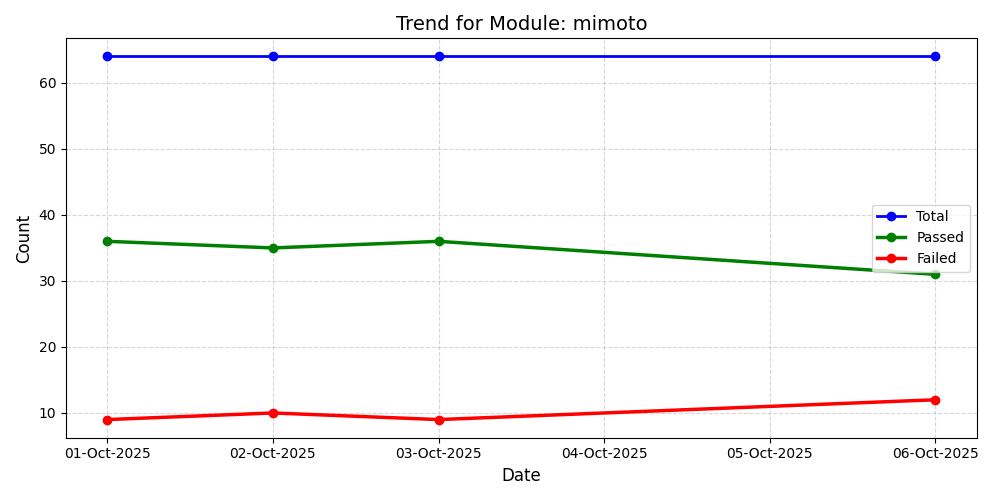 Trend for Module: mimoto
Count
60
50
40
30
20
10
Total
Passed
Failed
01-Oct-2025
02-Oct-2025
03-Oct-2025
04-Oct-2025
05-Oct-2025
06-Oct-2025
Date